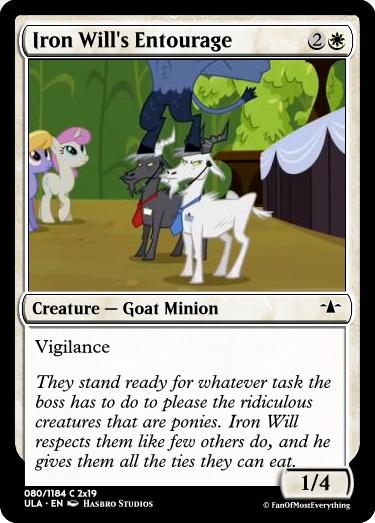 Iron Will's Entourage 2
Creature — Goat Minion
Vigilance
They stand ready for whatever task the
boss has to do to please the ridiculous
creatures that are ponies. Iron Will
respects them like few others do, and he
gives them all the ties they can eat.
1/4
080/1184 C 2x19
ULA • EN Hasbro Studios
© FanOfMostEverything